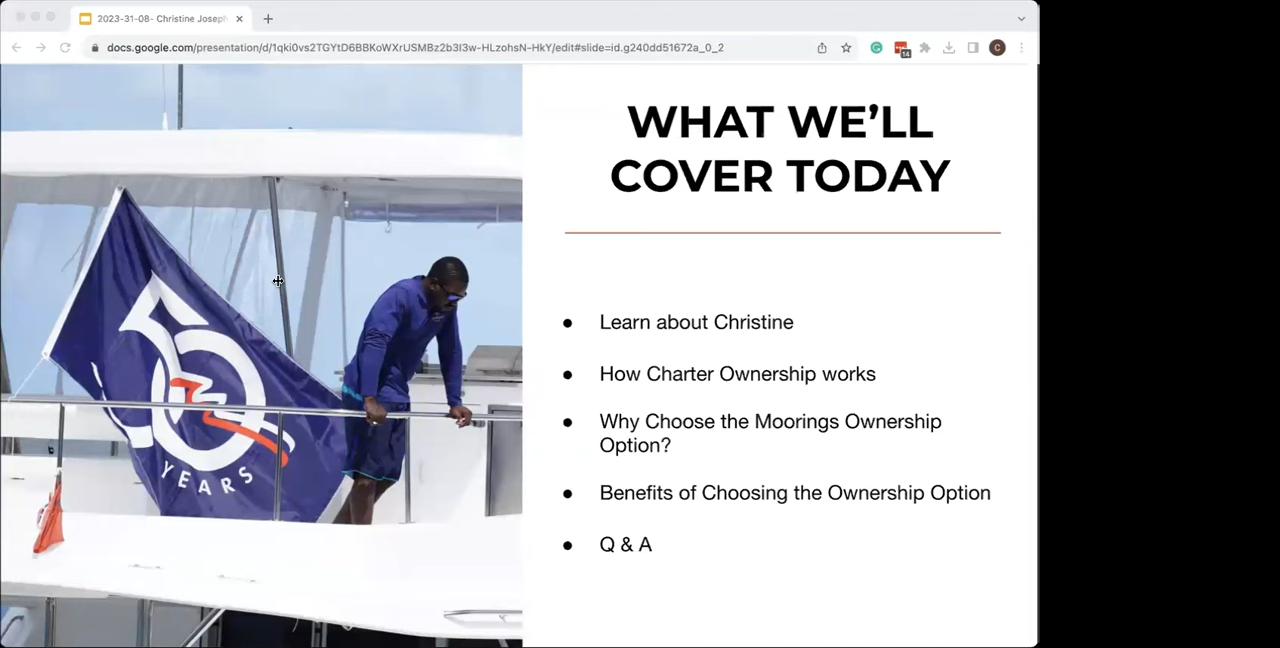 2023-31-08- Christine Joseph
docs.google.com/presentation/d/1qki0vs2TGYtD6BBKoWXrUSMBz2b3I3w-HLzohsN-HkY/edit#slide=id.g240dd51672a_0_2
14
C
WHAT WE’LL
COVER TODAY
50
YEARS
● Learn about Christine
● How Charter Ownership works
● Why Choose the Moorings Ownership
Option?
● Benefits of Choosing the Ownership Option
● Q & A